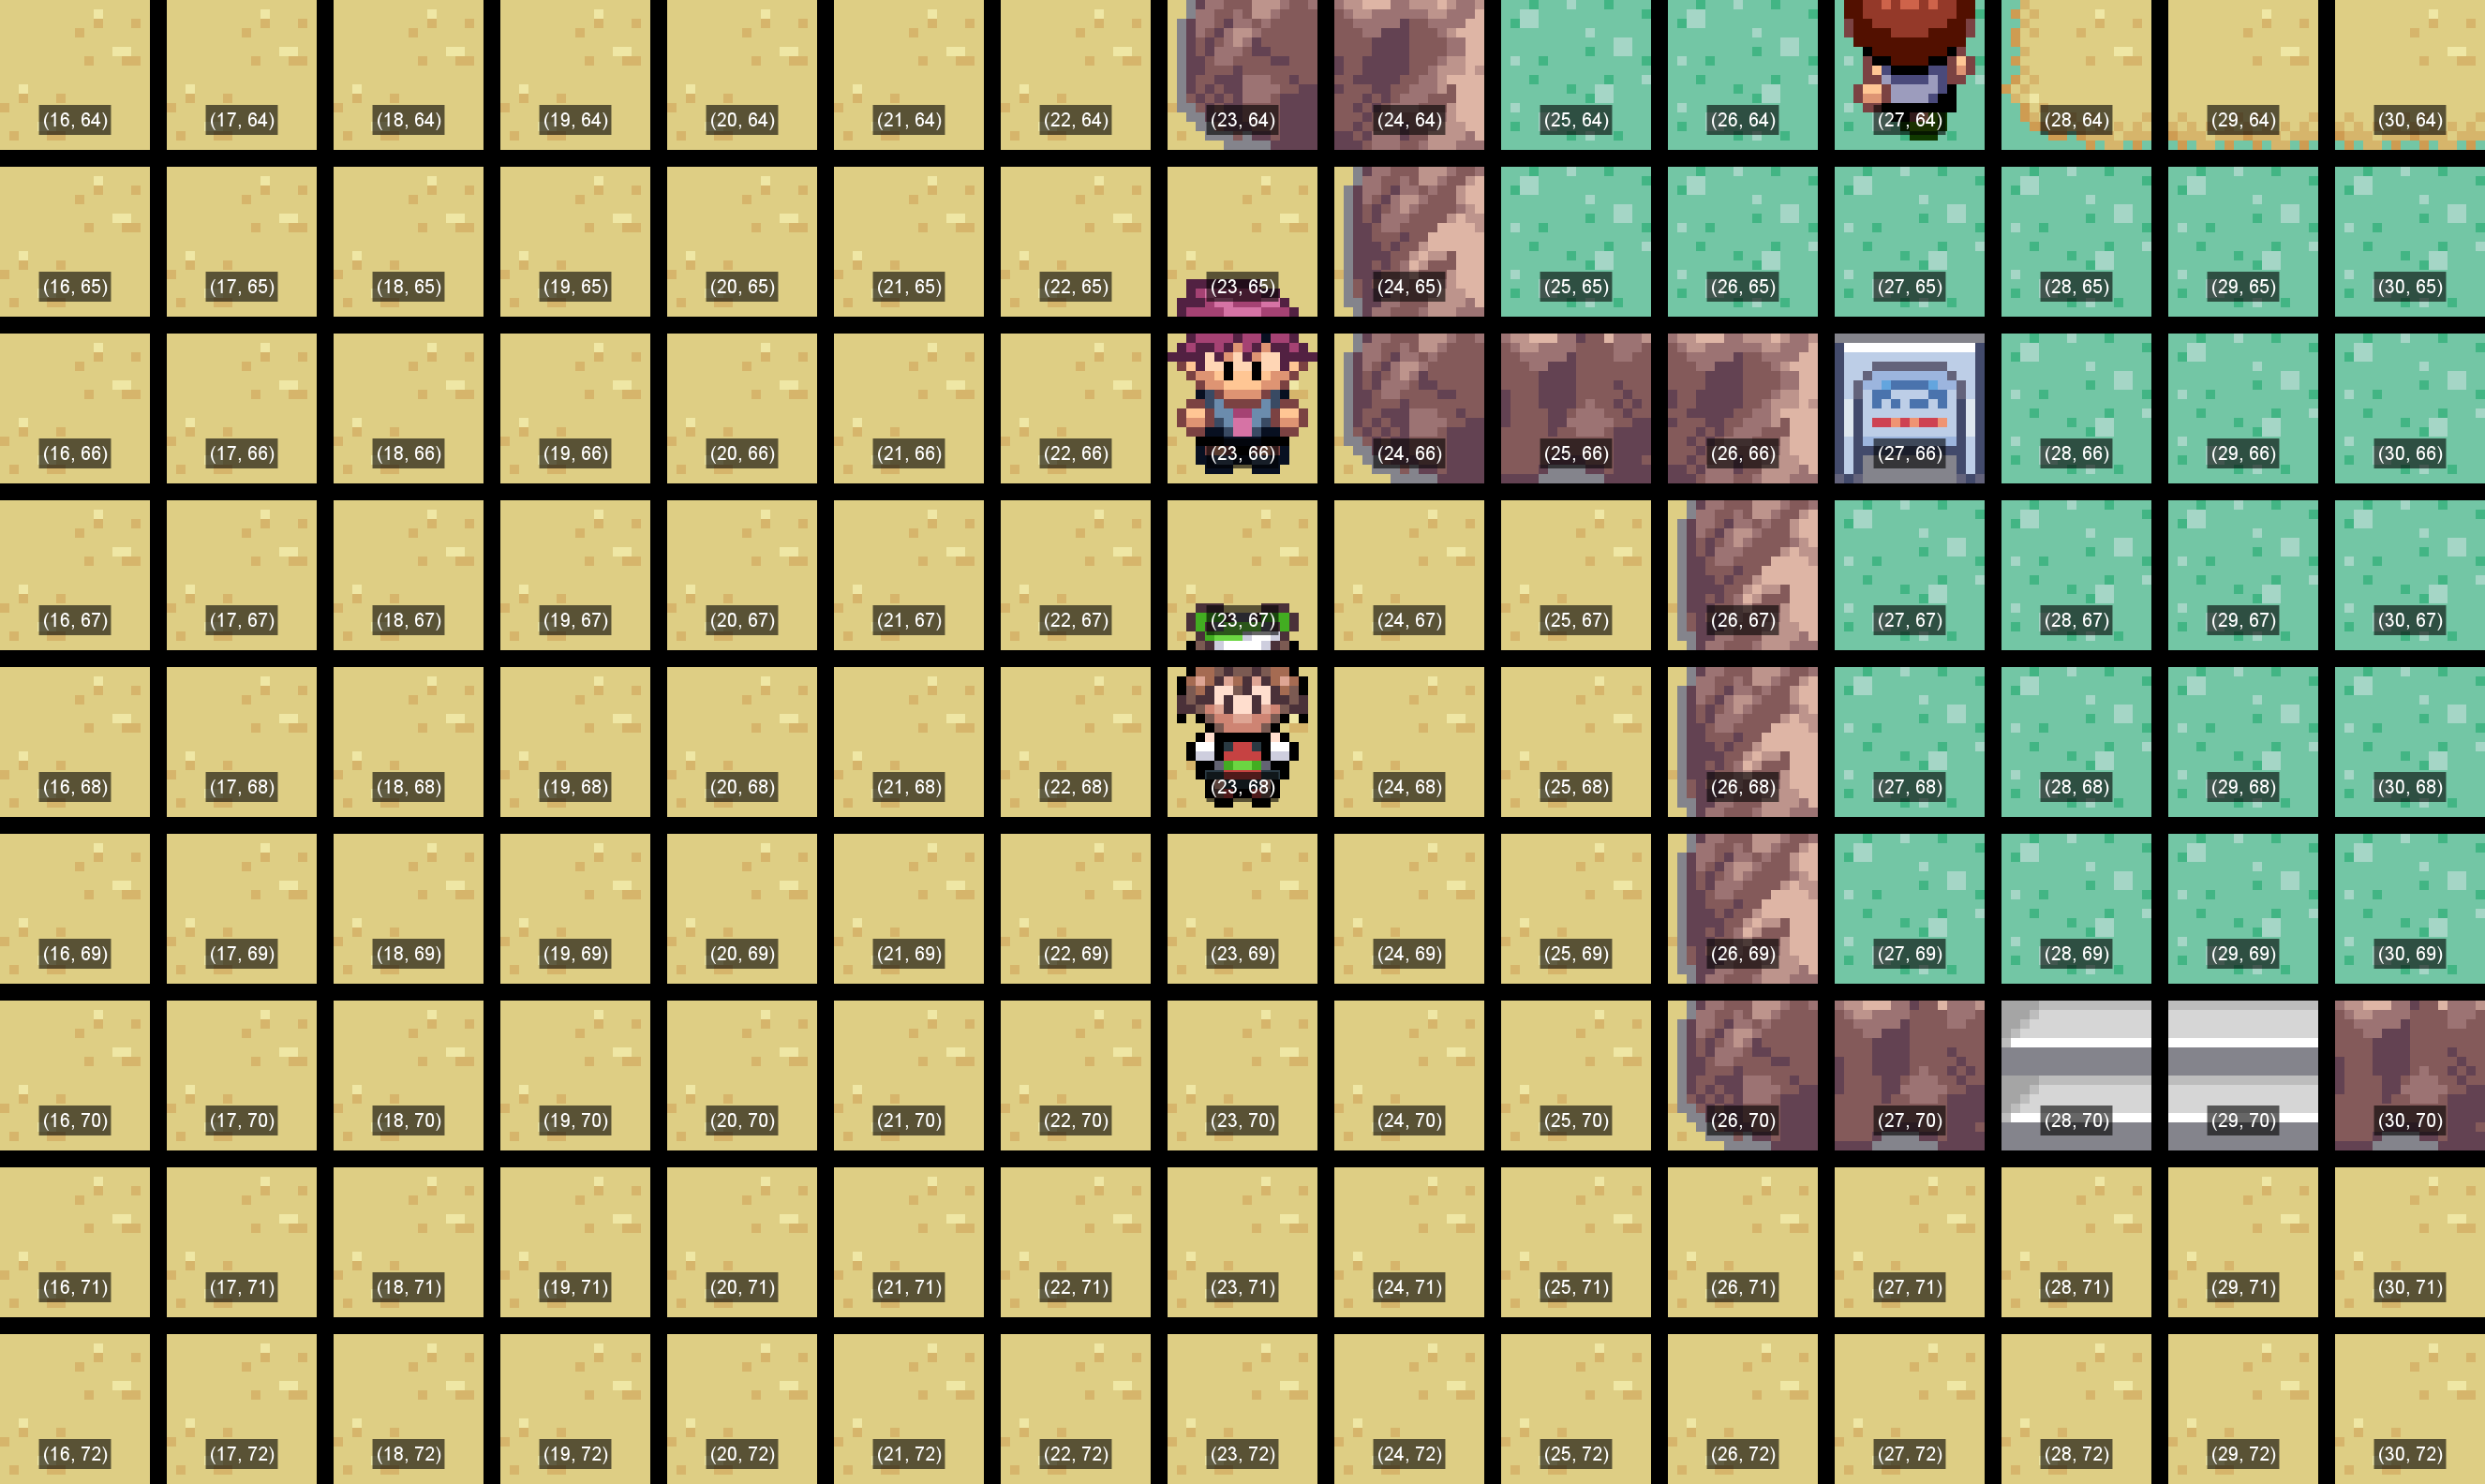 (16, 64) (17, 64) (18, 64) (19, 64) (20, 64) (21, 64) (22, 64) (23, 64) (24, 64) (25, 64) (26, 64) (27, 64) (28, 64) (29, 64) (30, 64)
(16, 65) (17, 65) (18, 65) (19, 65) (20, 65) (21, 65) (22, 65) (23, 65) (24, 65) (25, 65) (26, 65) (27, 65) (28, 65) (29, 65) (30, 65)
(16, 66) (17, 66) (18, 66) (19, 66) (20, 66) (21, 66) (22, 66) (23, 66) (24, 66) (25, 66) (26, 66) (27, 66) (28, 66) (29, 66) (30, 66)
(16, 67) (17, 67) (18, 67) (19, 67) (20, 67) (21, 67) (22, 67) (23, 67) (24, 67) (25, 67) (26, 67) (27, 67) (28, 67) (29, 67) (30, 67)
(16, 68) (17, 68) (18, 68) (19, 68) (20, 68) (21, 68) (22, 68) (23, 68) (24, 68) (25, 68) (26, 68) (27, 68) (28, 68) (29, 68) (30, 68)
(16, 69) (17, 69) (18, 69) (19, 69) (20, 69) (21, 69) (22, 69) (23, 69) (24, 69) (25, 69) (26, 69) (27, 69) (28, 69) (29, 69) (30, 69)
(16, 70) (17, 70) (18, 70) (19, 70) (20, 70) (21, 70) (22, 70) (23, 70) (24, 70) (25, 70) (26, 70) (27, 70) (28, 70) (29, 70) (30, 70)
(16, 71) (17, 71) (18, 71) (19, 71) (20, 71) (21, 71) (22, 71) (23, 71) (24, 71) (25, 71) (26, 71) (27, 71) (28, 71) (29, 71) (30, 71)
(16, 72) (17, 72) (18, 72) (19, 72) (20, 72) (21, 72) (22, 72) (23, 72) (24, 72) (25, 72) (26, 72) (27, 72) (28, 72) (29, 72) (30, 72)